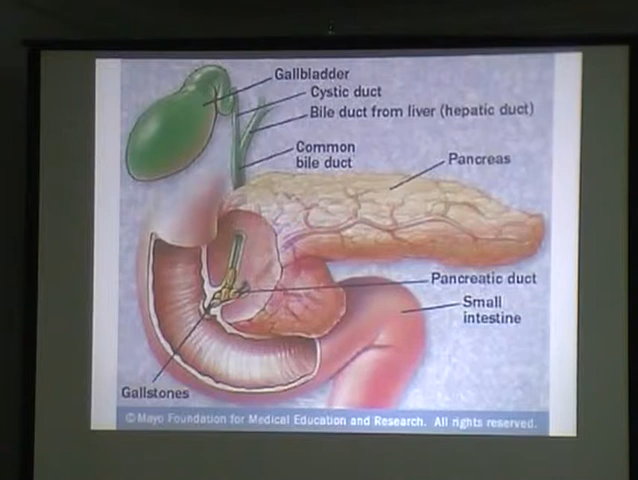 Gallbladder
Cystic duct
Bile duct from liver (hepatic duct)
Common
bile duct
Pancreas
Pancreatic duct
Small
intestine
Gallstones
© Mayo Foundation for Medical Education and Research. All rights reserved.